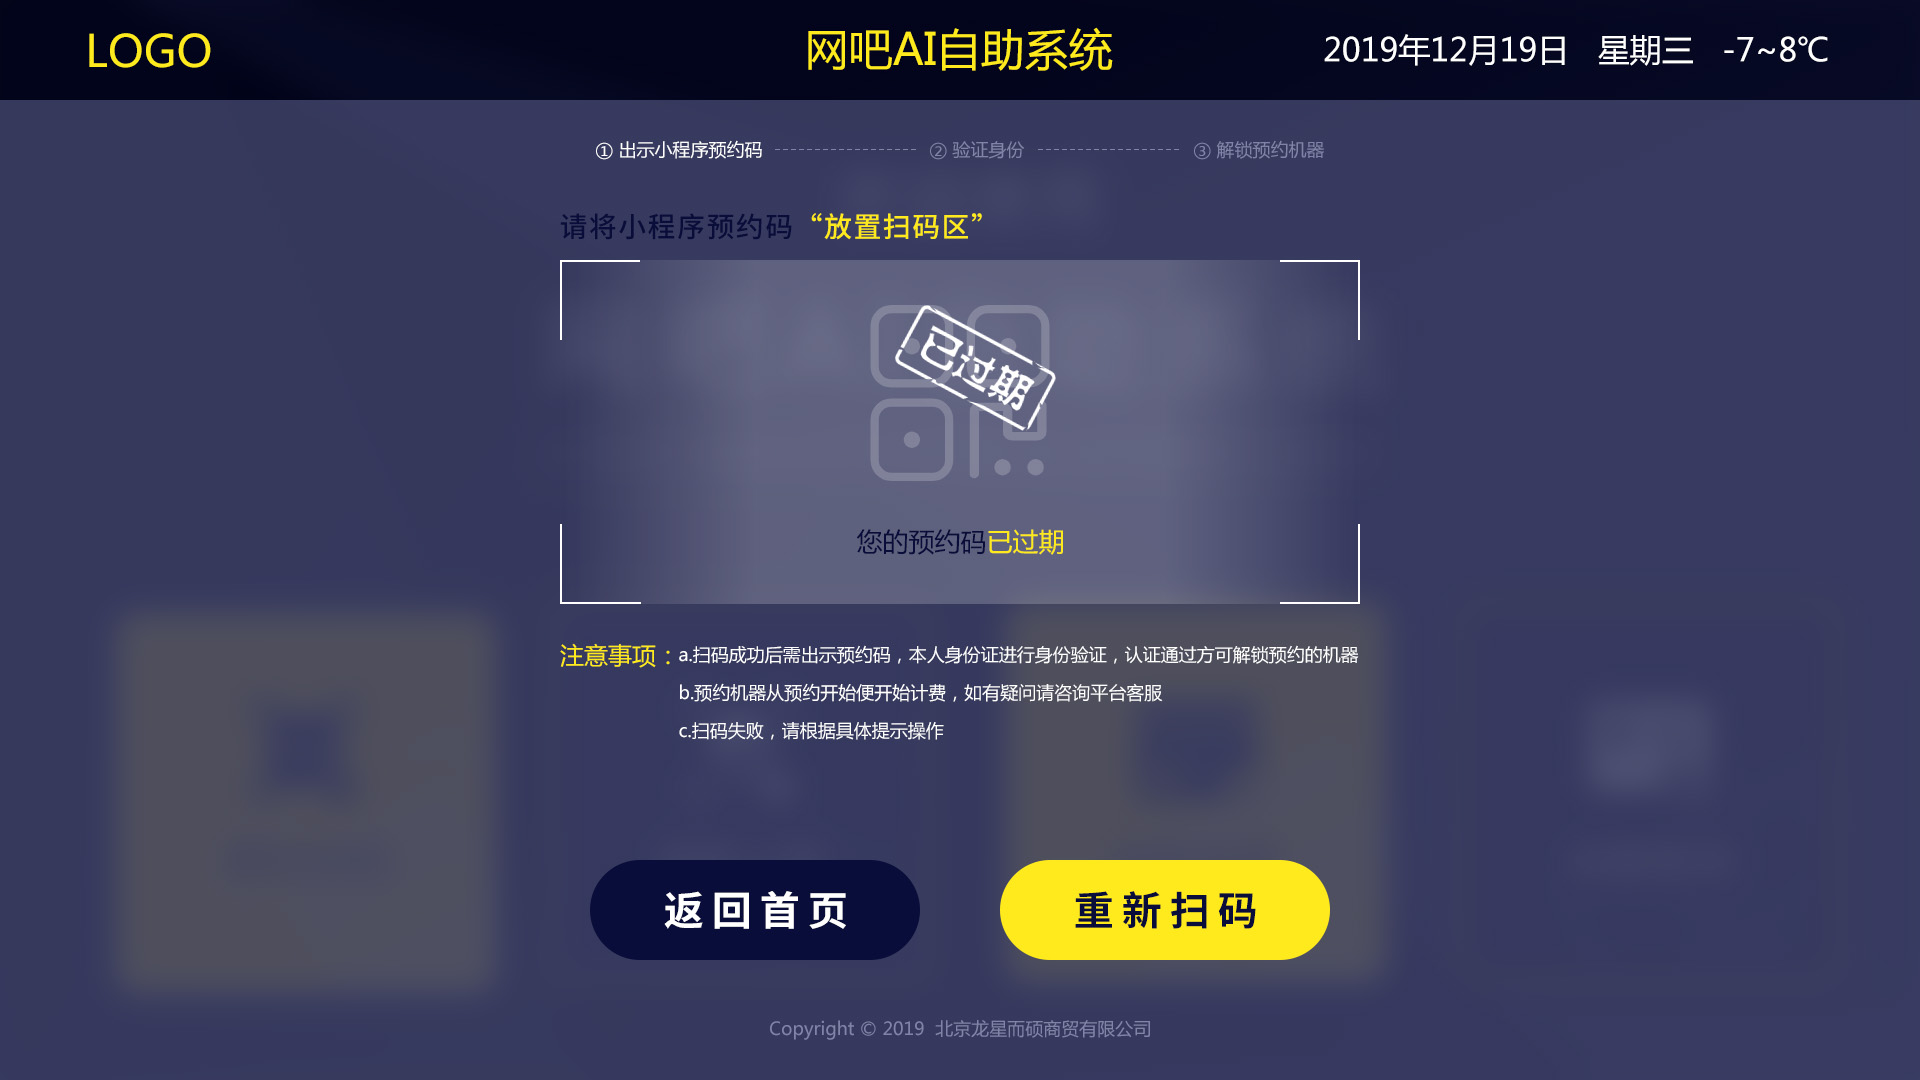 LOGO
网吧AI自助系统
2019年12月19日 星期三 -7~8℃
① 出示小程序预约码 ② 验证身份 ③ 解锁预约机器
请将小程序预约码“放置扫码区”
已过期
您的预约码已过期
注意事项：a.扫码成功后需出示预约码，本人身份证进行身份验证，认证通过方可解锁预约的机器
b.预约机器从预约开始便开始计费，如有疑问请咨询平台客服
c.扫码失败，请根据具体提示操作
返回首页
重新扫码
Copyright © 2019 北京龙星而硕商贸有限公司